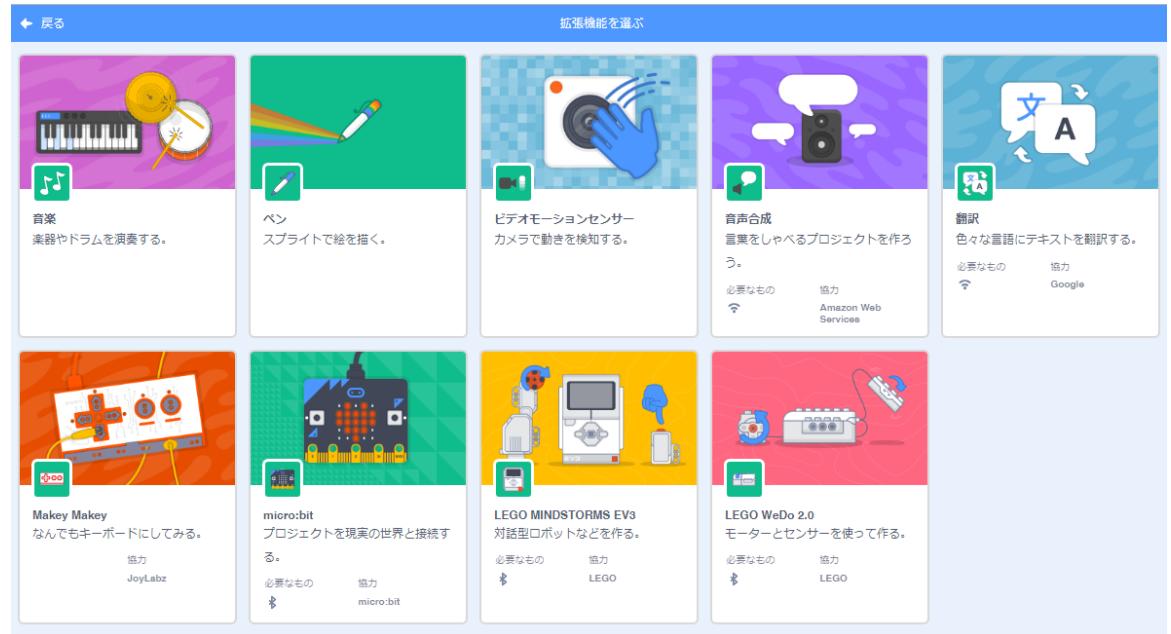 戻る
拡張機能を選ぶ
音楽
楽器やドラムを演奏する。
ペン
スプライトで絵を描く。
ビデオモーションセンサー
カメラで動きを検知する。
音声合成
言葉をしゃべるプロジェクトを作ろ
う。
必要なもの
協力
Amazon Web
Services
文
A
翻訳
色々な言語にテキストを翻訳する。
必要なもの
協力
Google
Makey Makey
なんでもキーボードにしてみる。
協力
JoyLabz
micro:bit
プロジェクトを現実の世界と接続す
る。
必要なもの
協力
micro:bit
LEGO MINDSTORMS EV3
対話型ロボットなどを作る。
必要なもの
協力
LEGO
LEGO WeDo 2.0
モーターとセンサーを使って作る。
必要なもの
協力
LEGO